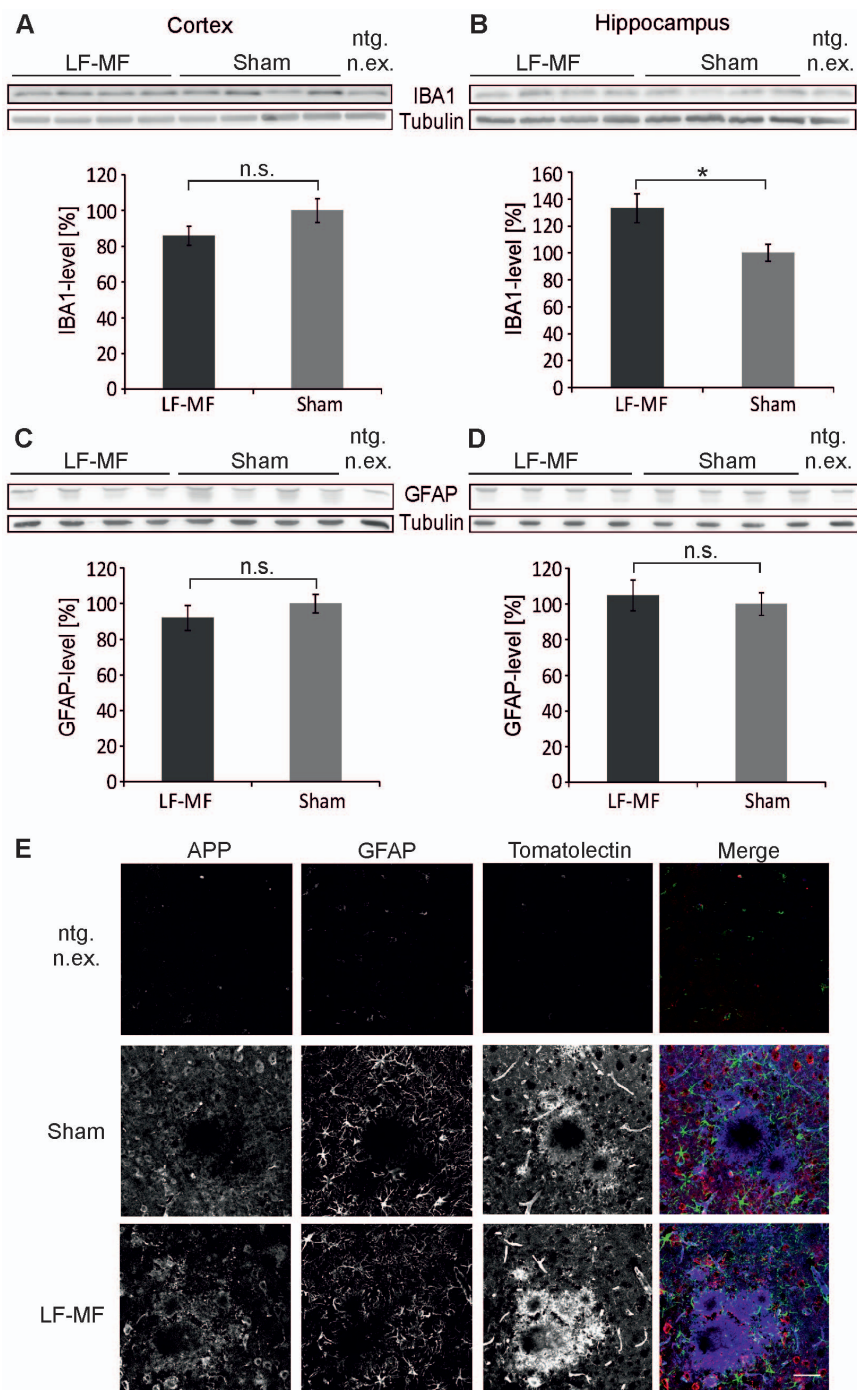 A
Cortex
LF-MF
Sham
ntg.
n.ex.
IBA1
Tubulin
120
100
80
60
40
20
0
IBA1-level [%]
n.s.
LF-MF
Sham
B
Hippocampus
LF-MF
Sham
ntg.
n.ex.
160
140
120
100
80
60
40
20
0
IBA1-level [%]
*
LF-MF
Sham
C
LF-MF
Sham
ntg.
n.ex.
GFAP
Tubulin
120
100
80
60
40
20
0
GFAP-level [%]
n.s.
LF-MF
Sham
D
LF-MF
Sham
ntg.
n.ex.
120
100
80
60
40
20
0
GFAP-level [%]
n.s.
LF-MF
Sham
E
APP
GFAP
Tomatolectin
Merge
ntg.
n.ex.
Sham
LF-MF